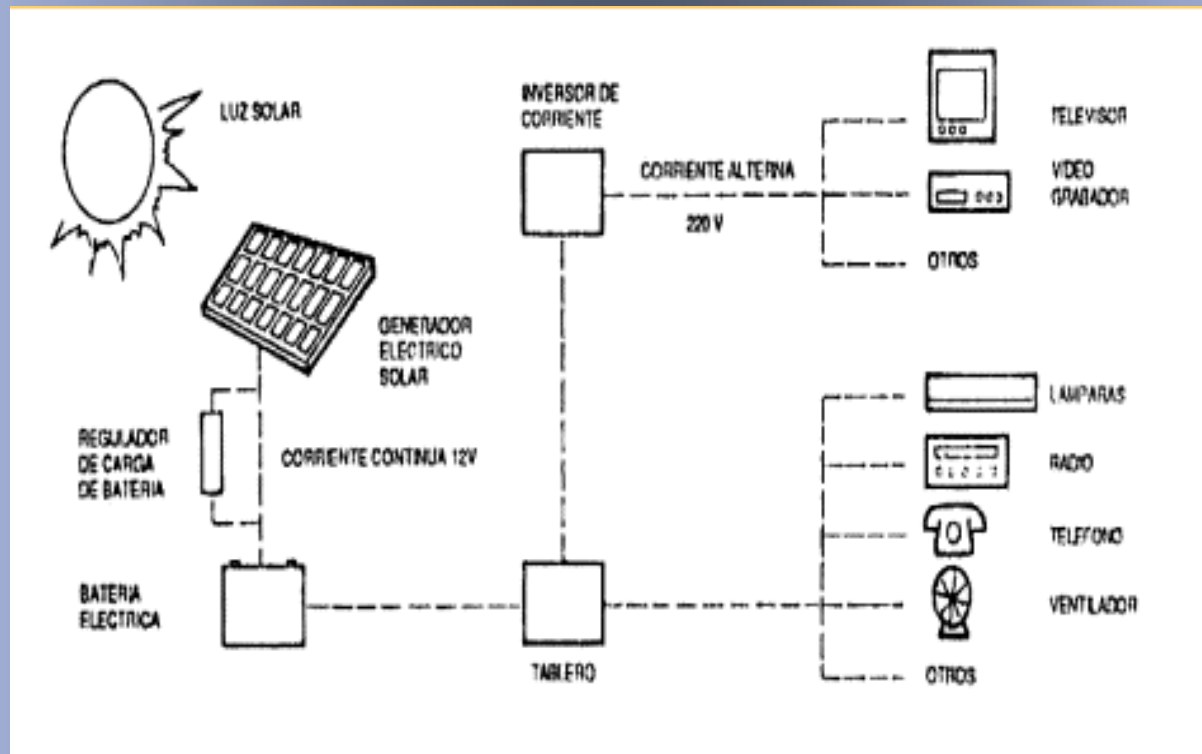 LUZ SOLAR
INVERSOR DE
CORRIENTE
TELEVISOR
CORRIENTE ALTERNA
220 V
VIDEO
GRABADOR
OTROS
GENERADOR
ELECTRICO
SOLAR
REGULADOR
DE CARGA
DE BATERIA
CORRIENTE CONTINUA 12V
LAMPARAS
RADIO
TELEFONO
BATERIA
ELECTRICA
VENTILADOR
TABLERO
OTROS